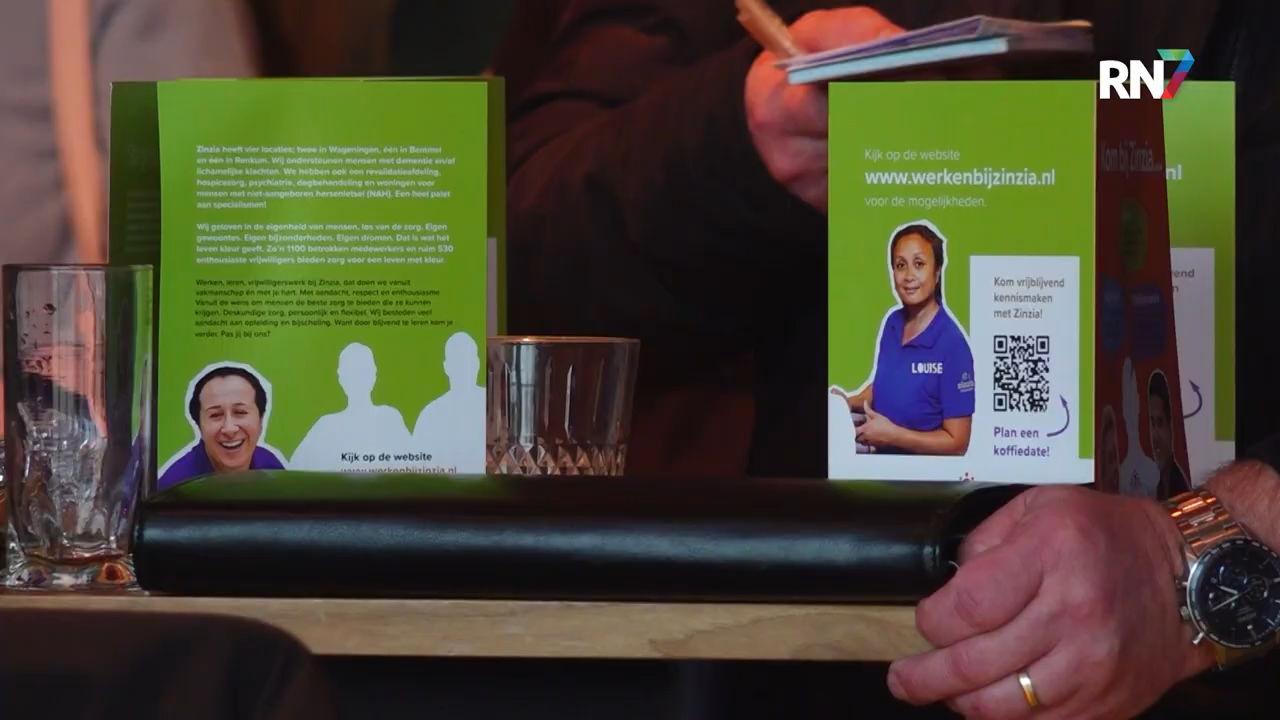 RN7
Zinzia heeft vier locaties; twee in Wageningen, één in Bemmel
en één in Renkum. Wij ondersteunen mensen met dementie en/of
lichamelijke klachten. We hebben ook een revalidatieafdeling,
hospicezorg, psychiatrie, dagbehandeling en woningen voor
mensen met niet-aangeboren hersenletsel (NAH). Een heel palet
aan specialismen!
Wij geloven in de eigenheid van mensen, los van de zorg. Eigen
gewoontes. Eigen bijzonderheden. Eigen dromen. Dat is wat het
leven kleur geeft. Zo'n 1100 betrokken medewerkers en ruim 530
enthousiaste vrijwilligers bieden zorg voor een leven met kleur.
Werken, leren, vrijwilligerswerk bij Zinzia, dat doen we vanuit
vakmanschap én met je hart. Met aandacht, respect en enthousiasme
Vanuit de wens om mensen de beste zorg te bieden die ze kunnen
krijgen. Deskundige zorg, persoonlijk en flexibel. Wij besteden veel
aandacht aan opleiding en bijscholing. Want door blijvend te leren kom je
verder. Pas jij bij ons?
Kijk op de website
www.werkenbijzinzia.nl
Kijk op de website
www.werkenbijzinzia.nl
voor de mogelijkheden.
LOUISE
Kom vrijblijvend
kennismaken
met Zinzia!
Plan een
koffiedate!
Kom bij Zinzia...
nl